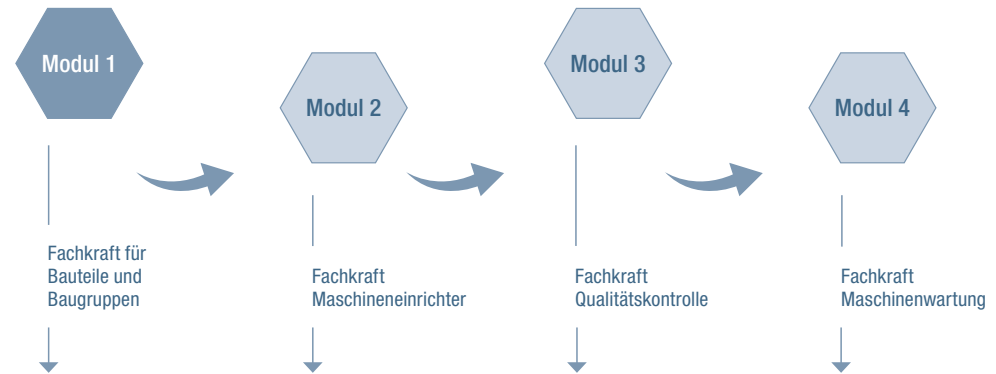 Modul 1
Modul 2
Modul 3
Modul 4
Fachkraft für
Bauteile und
Baugruppen
Fachkraft
Maschineneinrichter
Fachkraft
Qualitätskontrolle
Fachkraft
Maschinenwartung